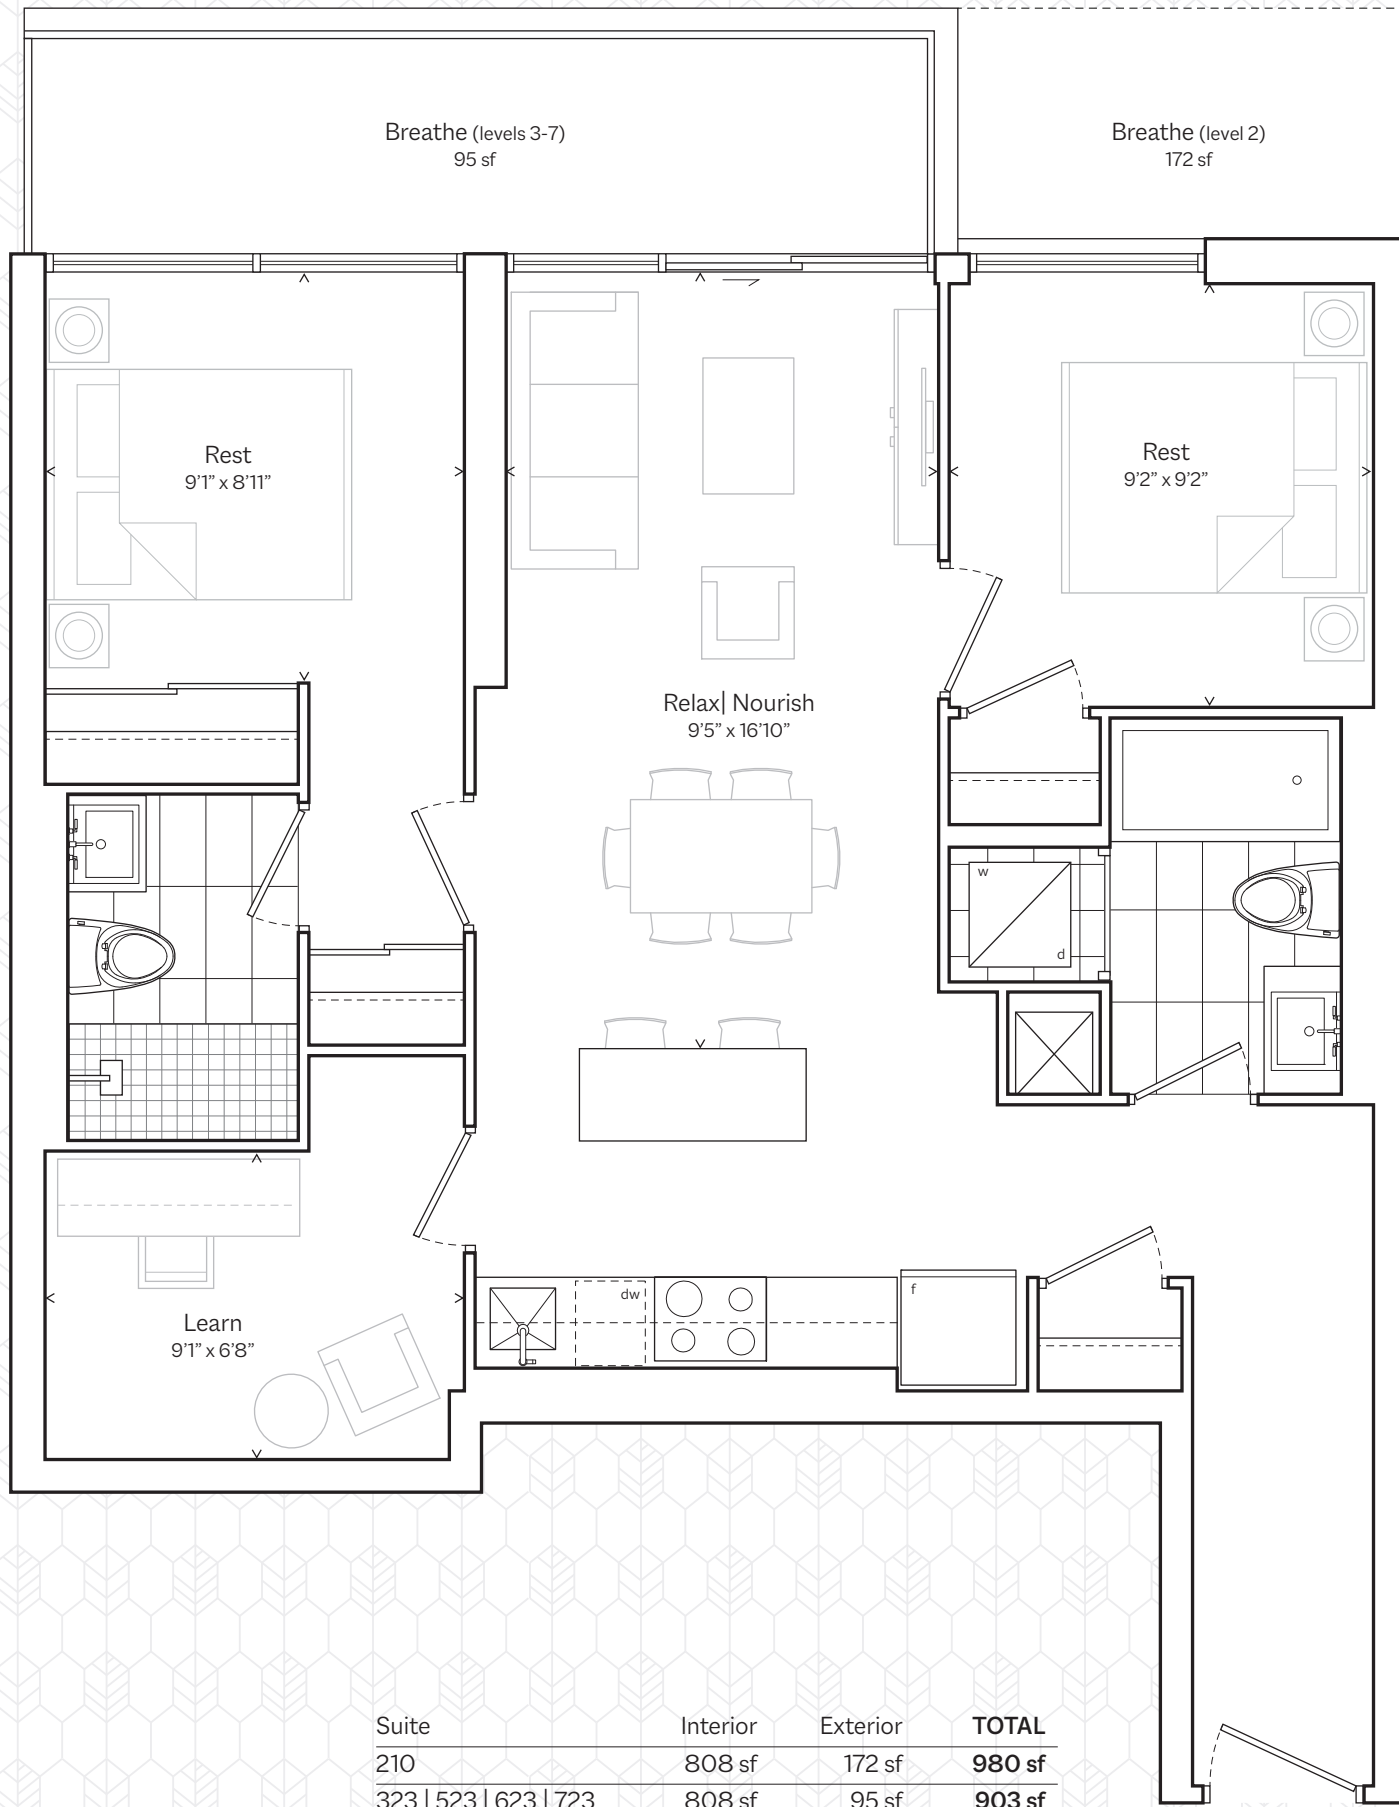 Breathe (levels 3-7)
95 sf
Breathe (level 2)
172 sf
Rest
9’1” x 8’11”
Rest
9’2” x 9’2”
Relax| Nourish
9’5” x 16’10”
w
d
dw
f
Learn
9’1” x 6’8”
Suite Interior Exterior TOTAL
210 808 sf 172 sf 980 sf
323 | 523 | 623 | 723 808 sf 95 sf 903 sf